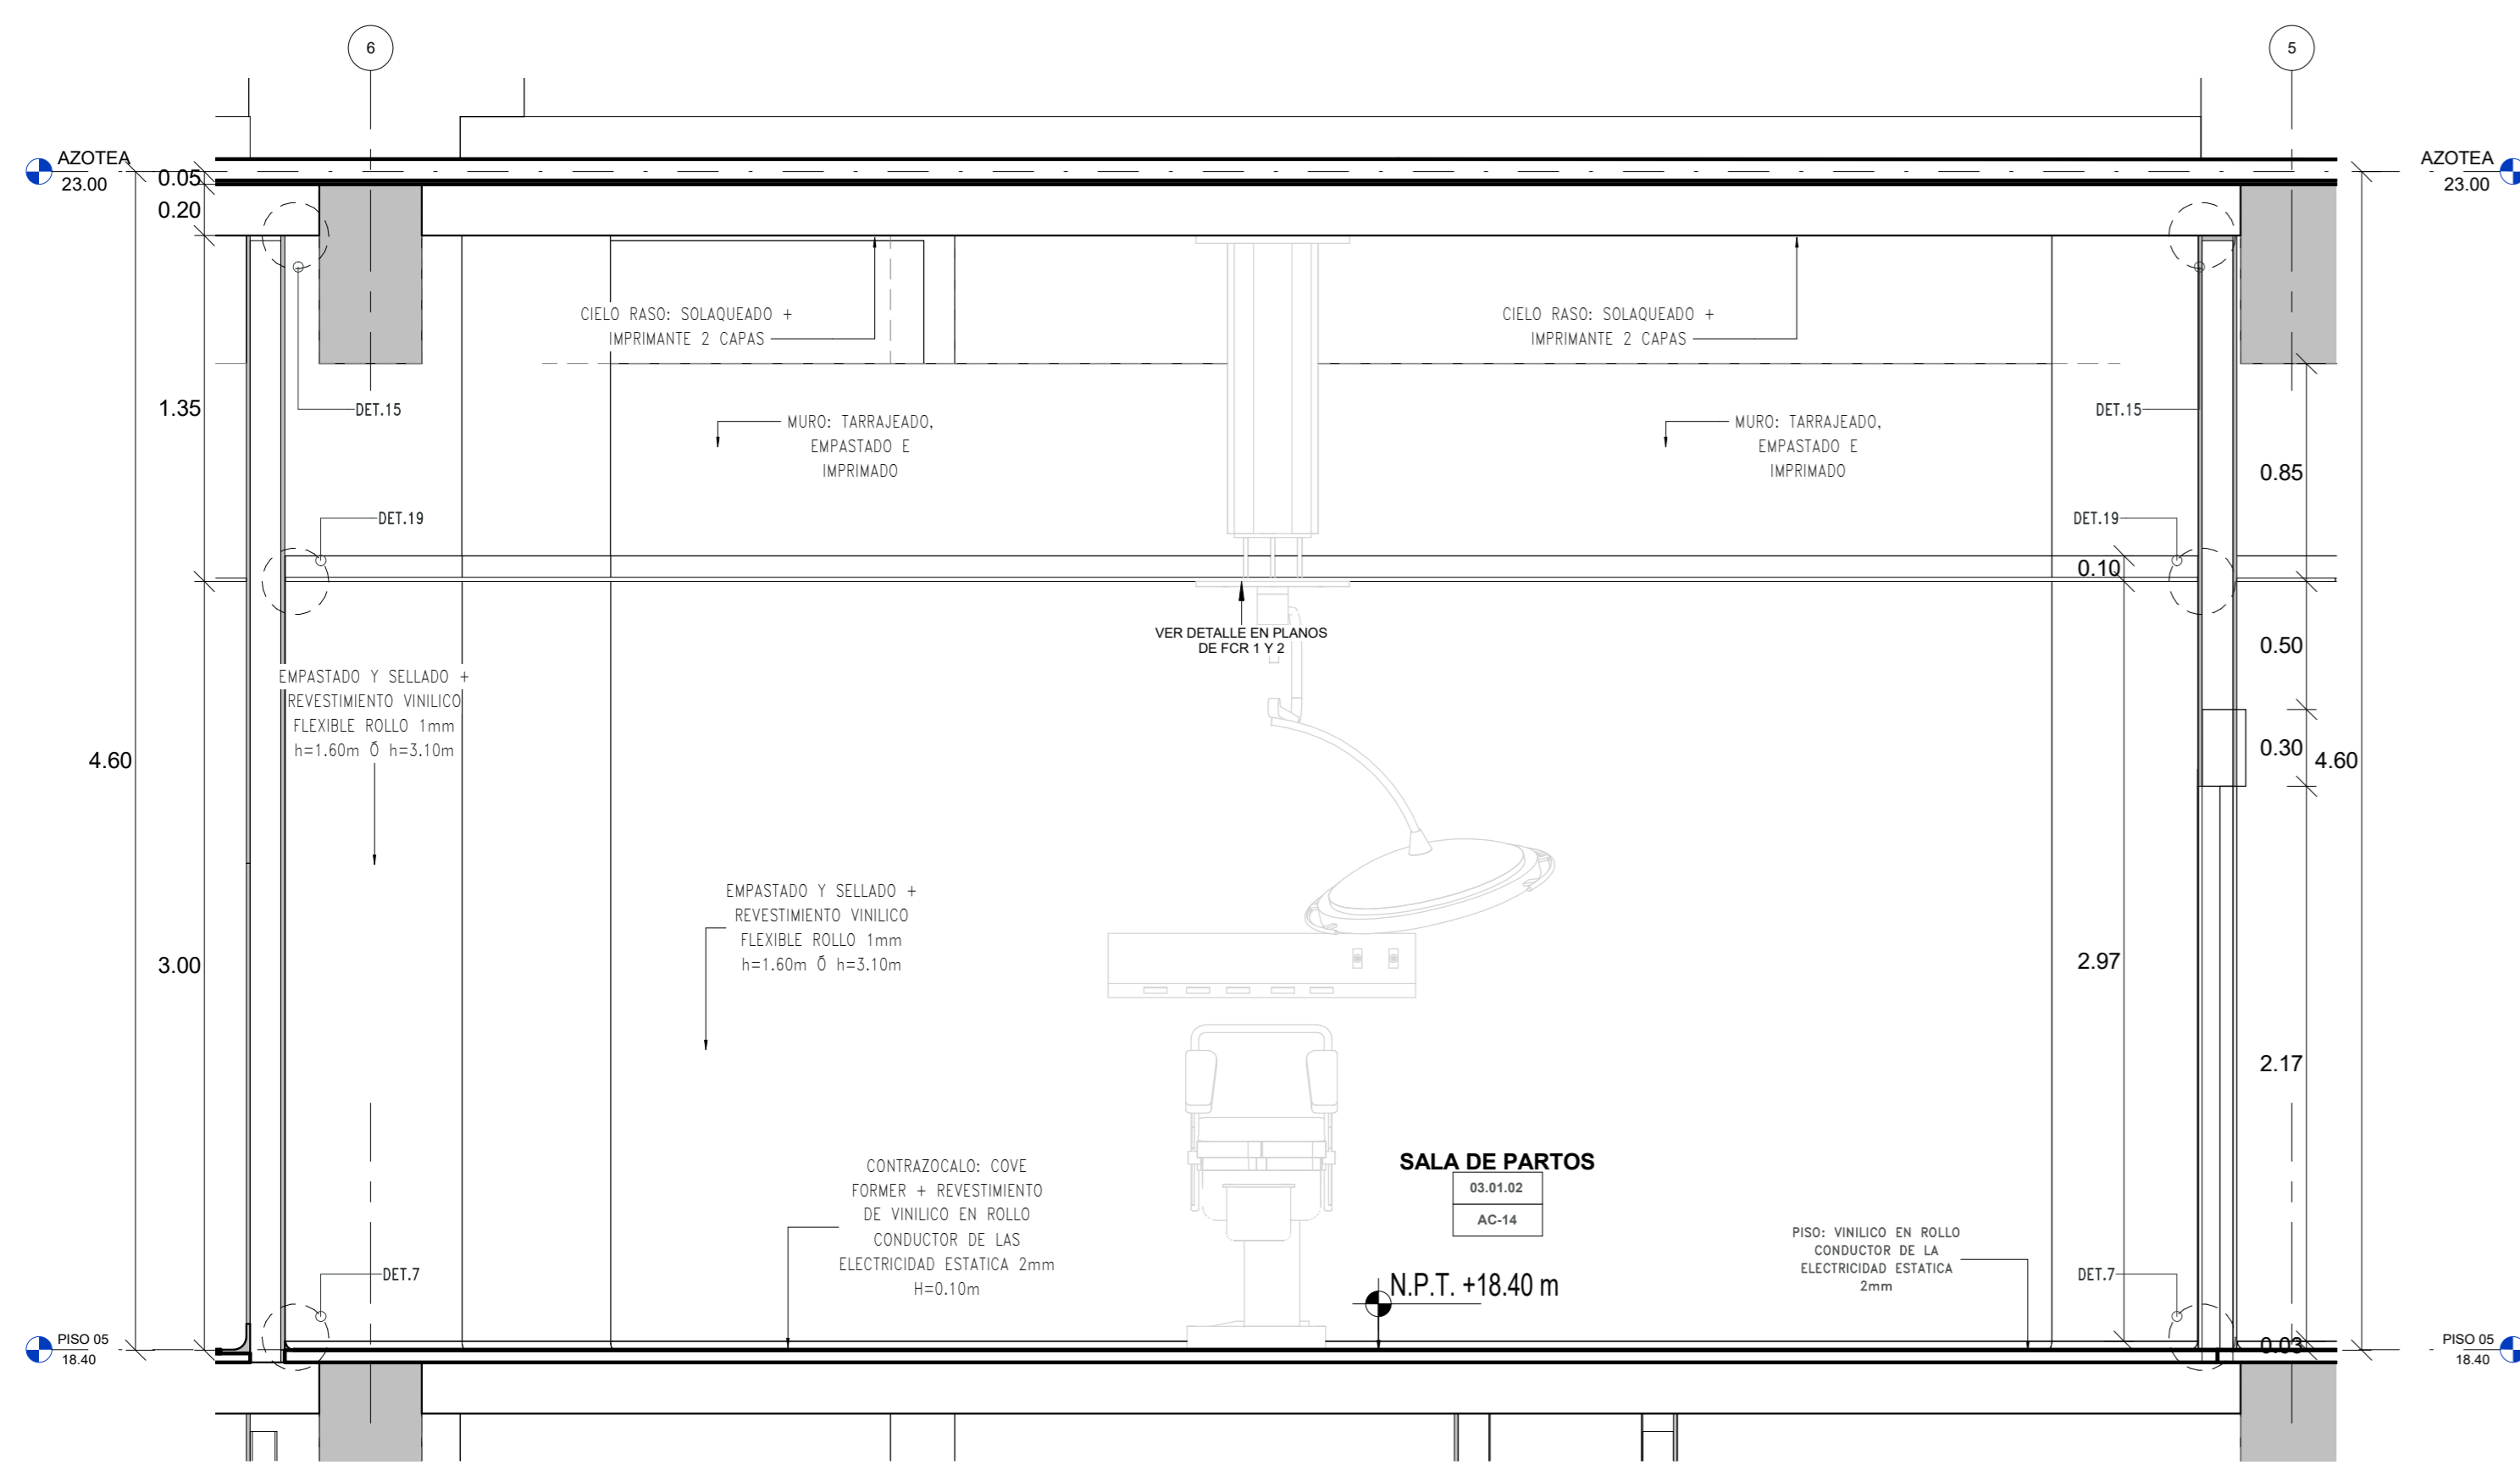 6
5
AZOTEA
23.00
AZOTEA
23.00
0.05
0.20
CIELO RASO: SOLAQUEADO +
IMPRIMANTE 2 CAPAS
CIELO RASO: SOLAQUEADO +
IMPRIMANTE 2 CAPAS
1.35
DET.15
DET.15
MURO: TARRAJEADO,
EMPASTADO E
IMPRIMADO
MURO: TARRAJEADO,
EMPASTADO E
IMPRIMADO
0.85
DET.19
DET.19
0.10
VER DETALLE EN PLANOS
DE FCR 1 Y 2
0.50
EMPASTADO Y SELLADO +
REVESTIMIENTO VINILICO
FLEXIBLE ROLLO 1mm
h=1.60m Õ h=3.10m
0.30
4.60
4.60
EMPASTADO Y SELLADO +
REVESTIMIENTO VINILICO
FLEXIBLE ROLLO 1mm
h=1.60m Õ h=3.10m
3.00
2.97
2.17
SALA DE PARTOS
03.01.02
AC-14
CONTRAZOCALO: COVE
FORMER + REVESTIMIENTO
DE VINILICO EN ROLLO
CONDUCTOR DE LAS
ELECTRICIDAD ESTATICA 2mm
H=0.10m
PISO: VINILICO EN ROLLO
CONDUCTOR DE LA
ELECTRICIDAD ESTATICA
2mm
DET.7
DET.7
N.P.T. +18.40 m
PISO 05
18.40
0.03
PISO 05
18.40